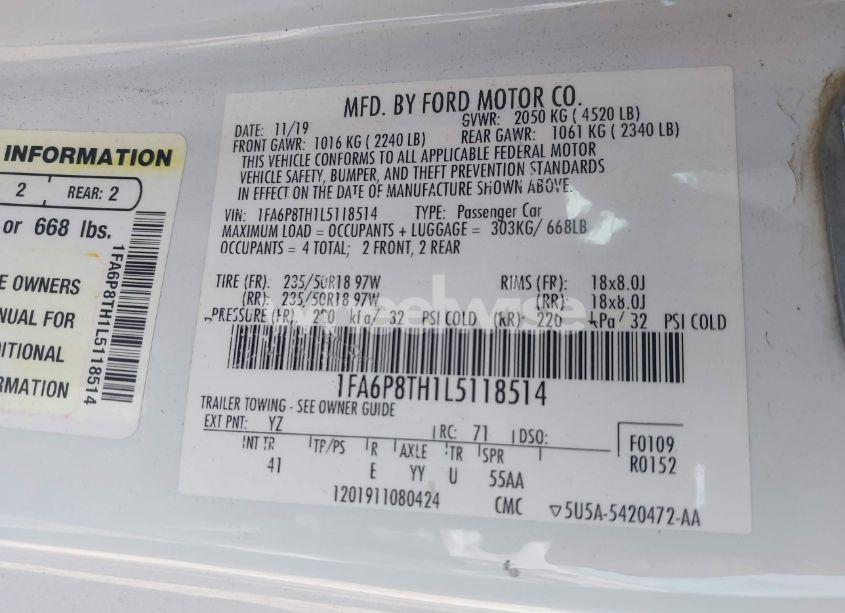 INFORMATION
2 REAR: 2
or 668 lbs.
E OWNERS
NUAL FOR
DITIONAL
ITION
1FA6P8TH1L5118514
MFD. BY FORD MOTOR CO.
DATE: 11/19 GVWR: 2050 KG ( 4520 LB)
FRONT GAWR: 1016 KG ( 2240 LB) REAR GAWR: 1061 KG ( 2340 LB)
THIS VEHICLE CONFORMS TO ALL APPLICABLE FEDERAL MOTOR
VEHICLE SAFETY, BUMPER, AND THEFT PREVENTION STANDARDS
IN EFFECT ON THE DATE OF MANUFACTURE SHOWN ABOVE.
VIN: 1FA6P8TH1L5118514 TYPE: Passenger Car
MAXIMUM LOAD = OCCUPANTS + LUGGAGE = 303KG/ 668LB
OCCUPANTS = 4 TOTAL; 2 FRONT, 2 REAR
TIRE (FR): 235/50R18 97W RIMS (FR): 18x8.0J
(RR): 235/50R18 97W (RR): 18x8.0J
wheelwise
PRESSURE (FR): 220 kPa/ 32 PSI COLD (RR): 220 kPa/ 32 PSI COLD
1FA6P8TH1L5118514
TRAILER TOWING - SEE OWNER GUIDE
EXT PNT: YZ RC: 71 DSO: F0109
INT TR TP/PS R AXLE TR SPR R0152
41 E YY U 55AA
1201911080424 CMC ▽5U5A-5420472-AA